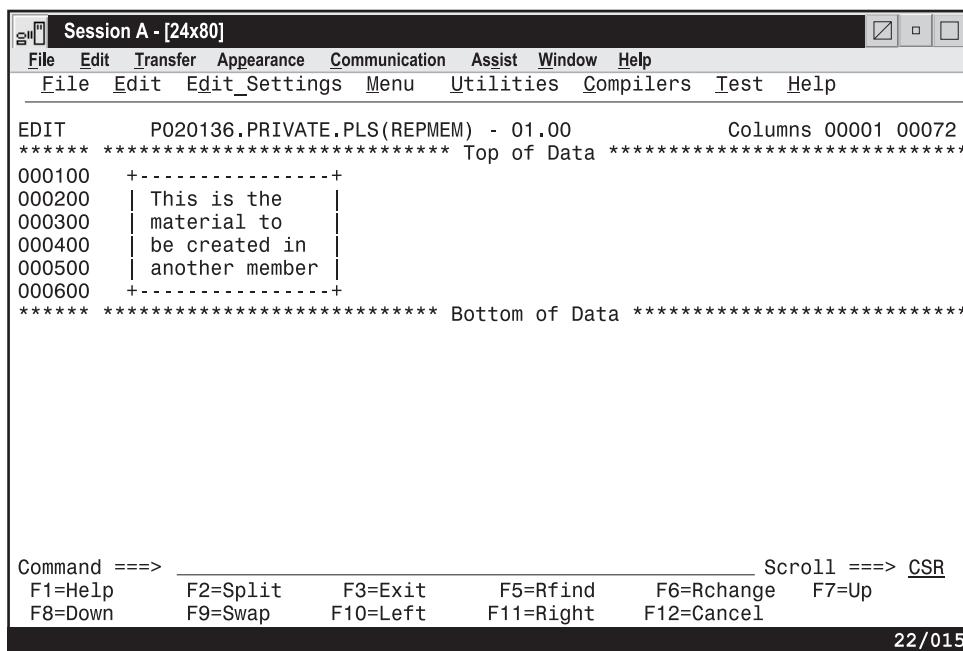 Session A - [24x80]
File Edit Transfer Appearance Communication Assist Window Help
File Edit Edit_Settings Menu Utilities Compilers Test Help
EDIT PO20136.PRIVATE.PLS(REPMEM) - 01.00 Columns 00001 00072
****** ***************************** Top of Data ******************************
000100 +----------------+
000200 | This is the |
000300 | material to |
000400 | be created in |
000500 | another member |
000600 +----------------+
****** **************************** Bottom of Data ****************************
Command ===> Scroll ===> CSR
F1=Help F2=Split F3=Exit F5=Rfind F6=Rchange F7=Up
F8=Down F9=Swap F10=Left F11=Right F12=Cancel
22/015